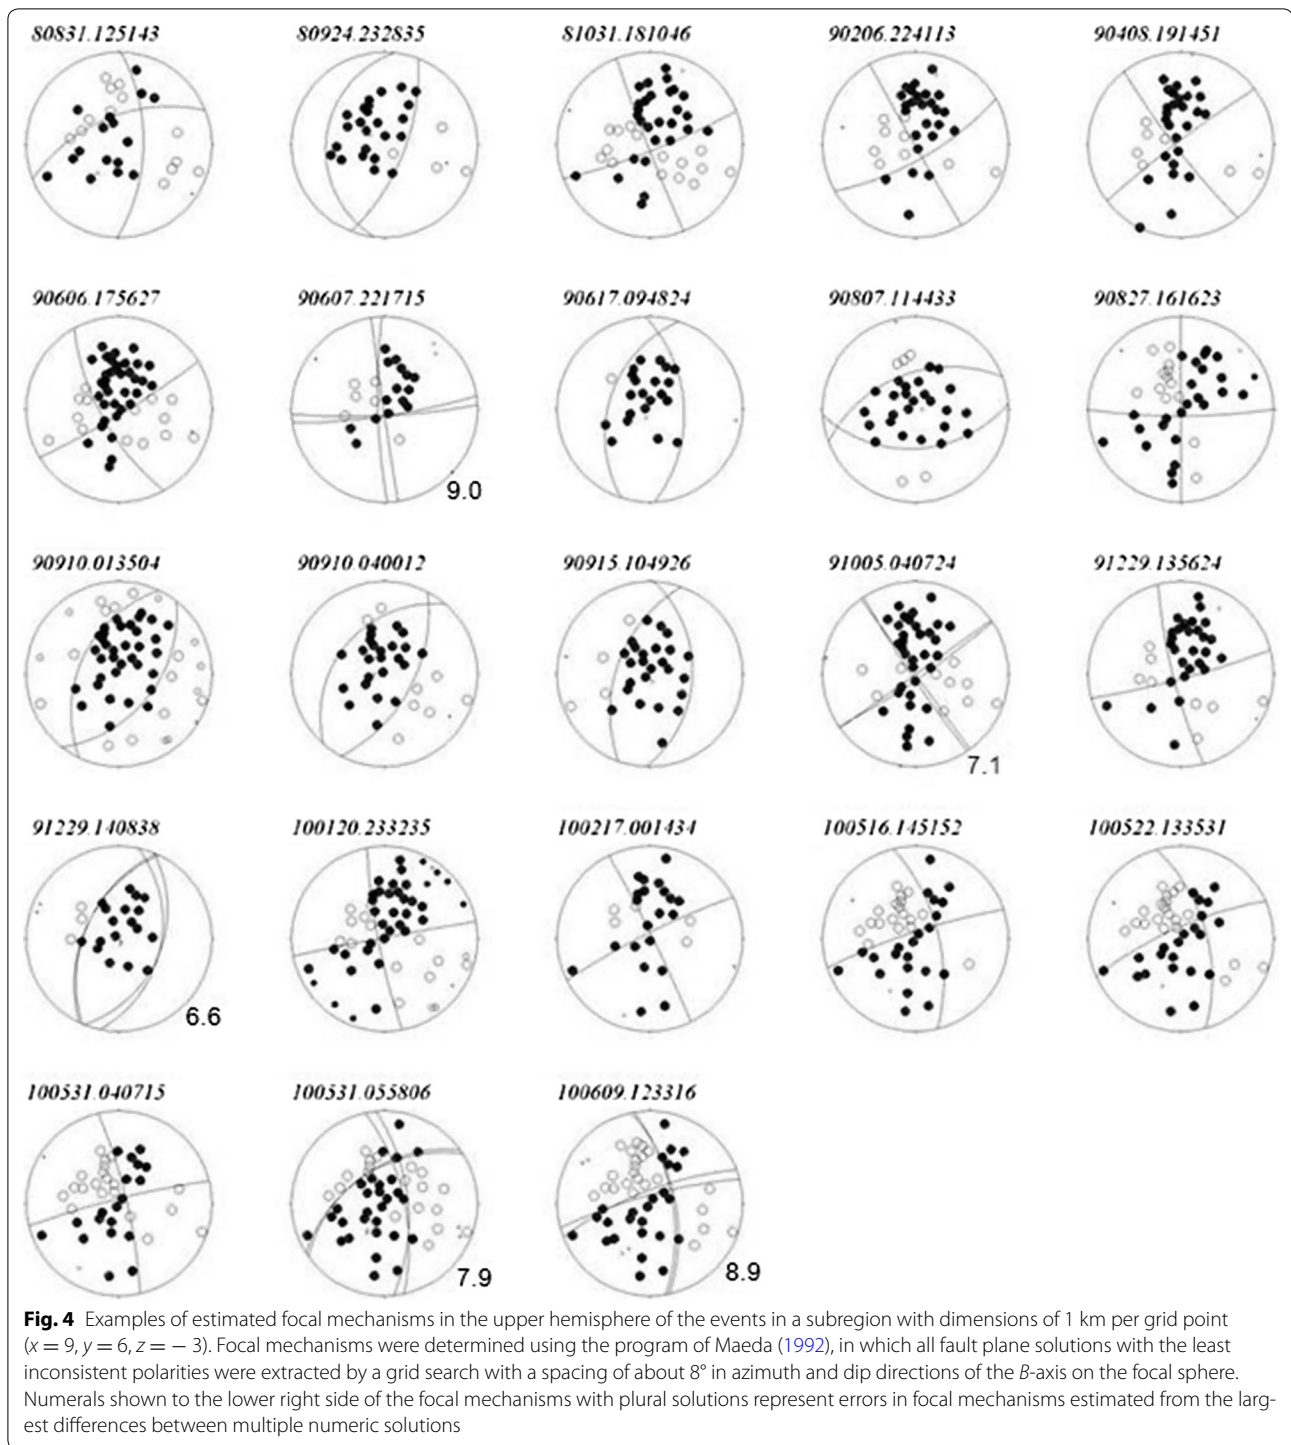 80831.125143 80924.232835 81031.181046 90206.224113 90408.191451
90606.175627 90607.221715 90617.094824 90807.114433 90827.161623
9.0
90910.013504 90910.040012 90915.104926 91005.040724 91229.135624
7.1
91229.140838 100120.233235 100217.001434 100516.145152 100522.133531
6.6
100531.040715 100531.055806 100609.123316
7.9 8.9
Fig. 4 Examples of estimated focal mechanisms in the upper hemisphere of the events in a subregion with dimensions of 1 km per grid point
(x = 9, y = 6, z = − 3). Focal mechanisms were determined using the program of Maeda (1992), in which all fault plane solutions with the least
inconsistent polarities were extracted by a grid search with a spacing of about 8° in azimuth and dip directions of the B-axis on the focal sphere.
Numerals shown to the lower right side of the focal mechanisms with plural solutions represent errors in focal mechanisms estimated from the larg-
est differences between multiple numeric solutions